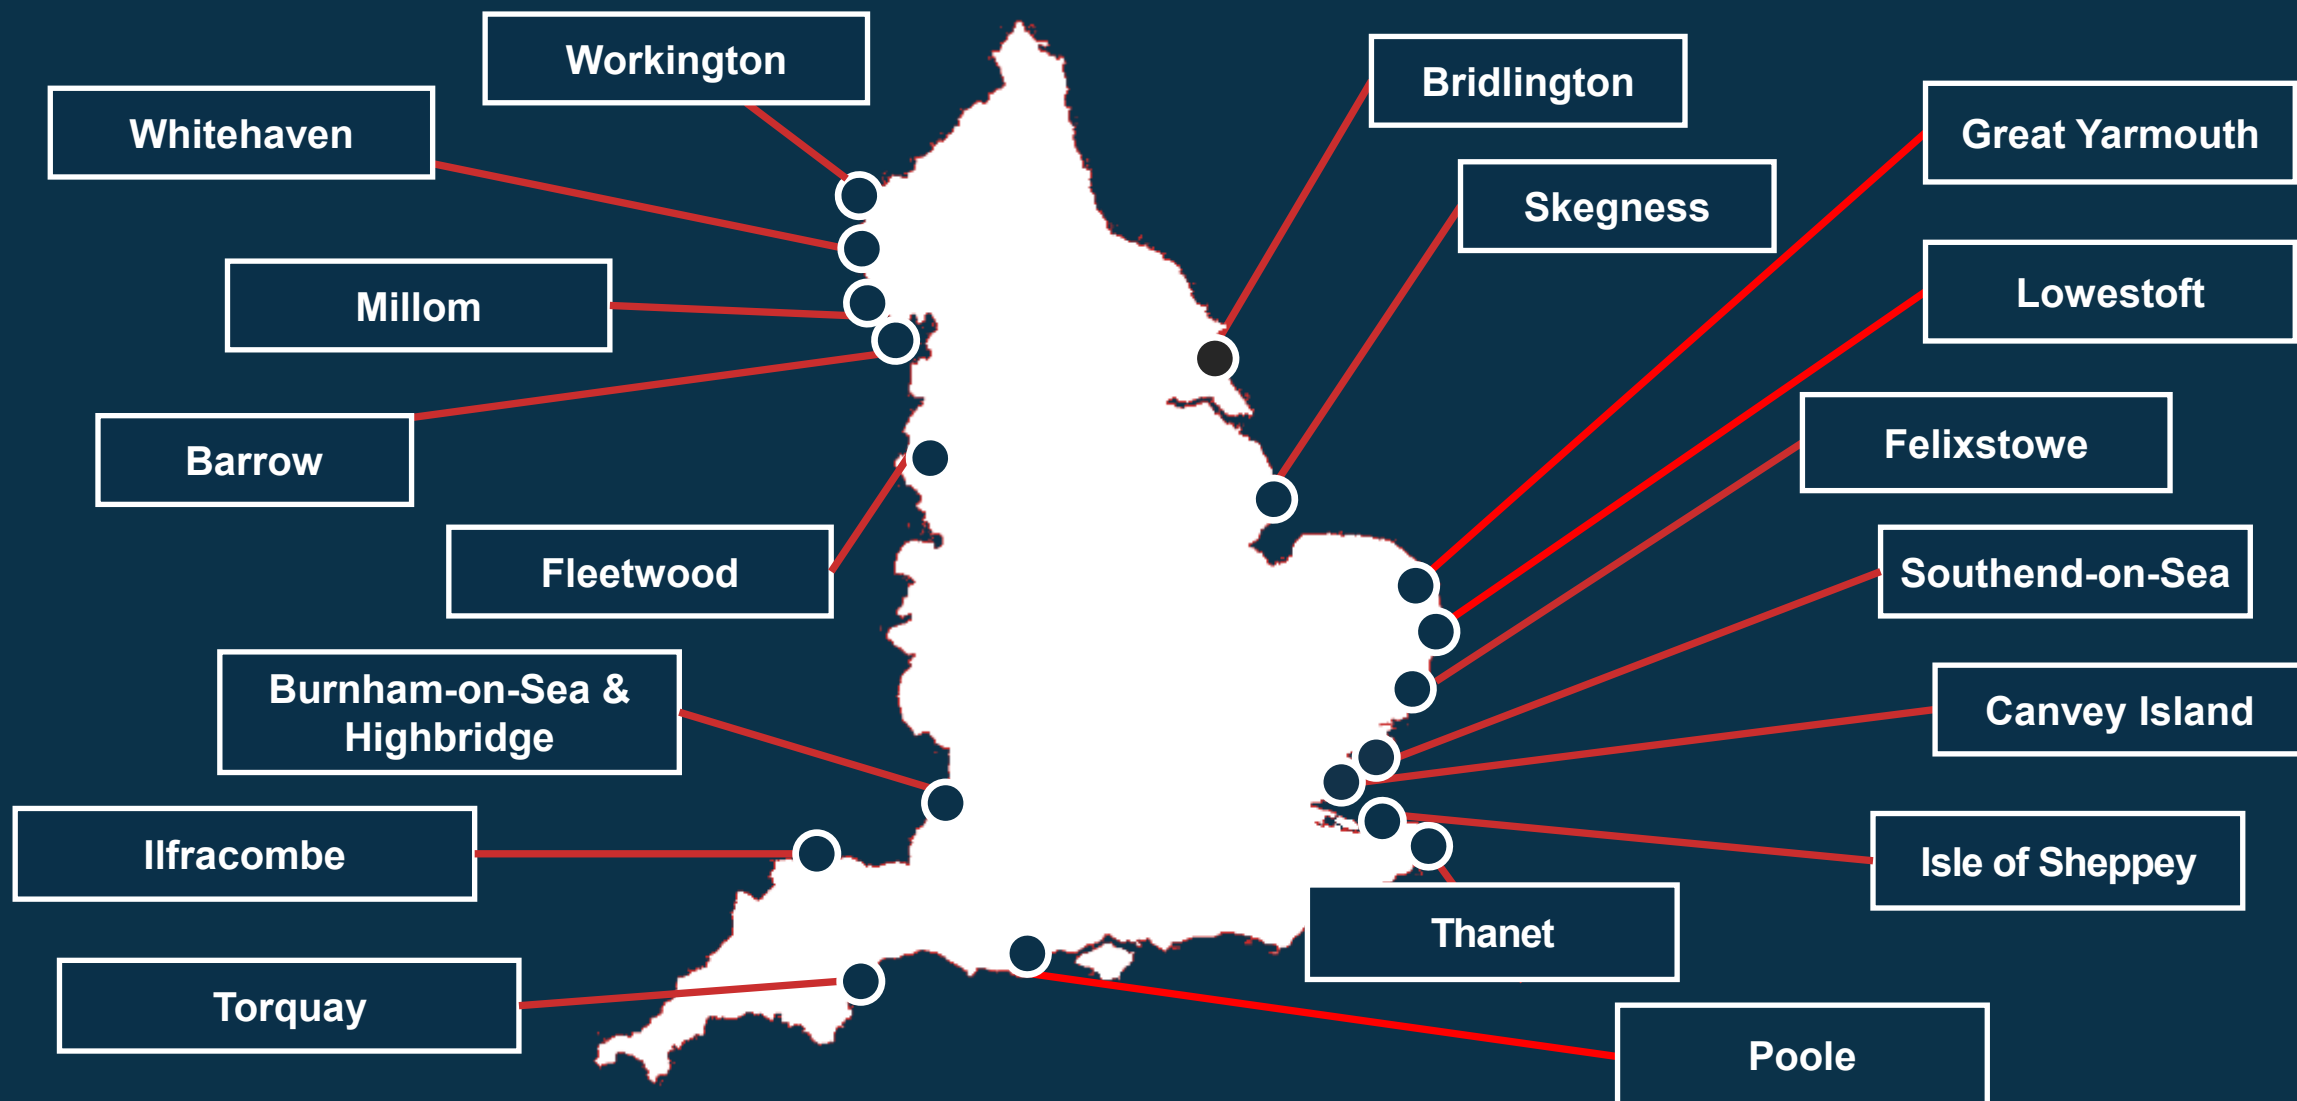 Workington
Bridlington
Great Yarmouth
Whitehaven
Skegness
Lowestoft
Millom
Felixstowe
Barrow
Fleetwood
Southend-on-Sea
Burnham-on-Sea &
Highbridge
Canvey Island
Ilfracombe
Isle of Sheppey
Thanet
Torquay
Poole